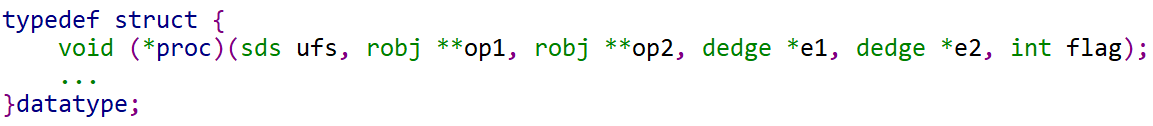 typedef struct {
    void (*proc)(sds ufs, robj **op1, robj **op2, dedge *e1, dedge *e2, int flag);
    ...
}datatype;